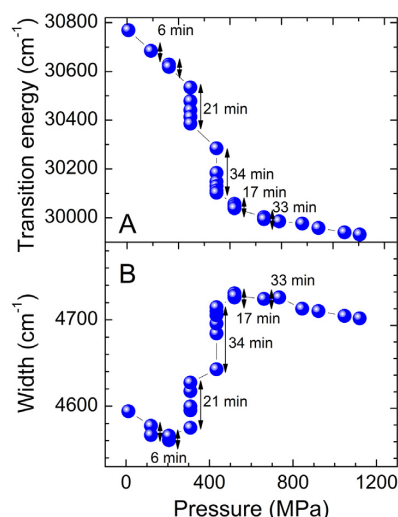 30800
6 min
30600
21 min
30400
30200
34 min
17 min
33 min
30000
A
Transition energy (cm-1)
B
33 min
4700
17 min
34 min
21 min
4600
6 min
Width (cm-1)
0
400
800
1200
Pressure (MPa)